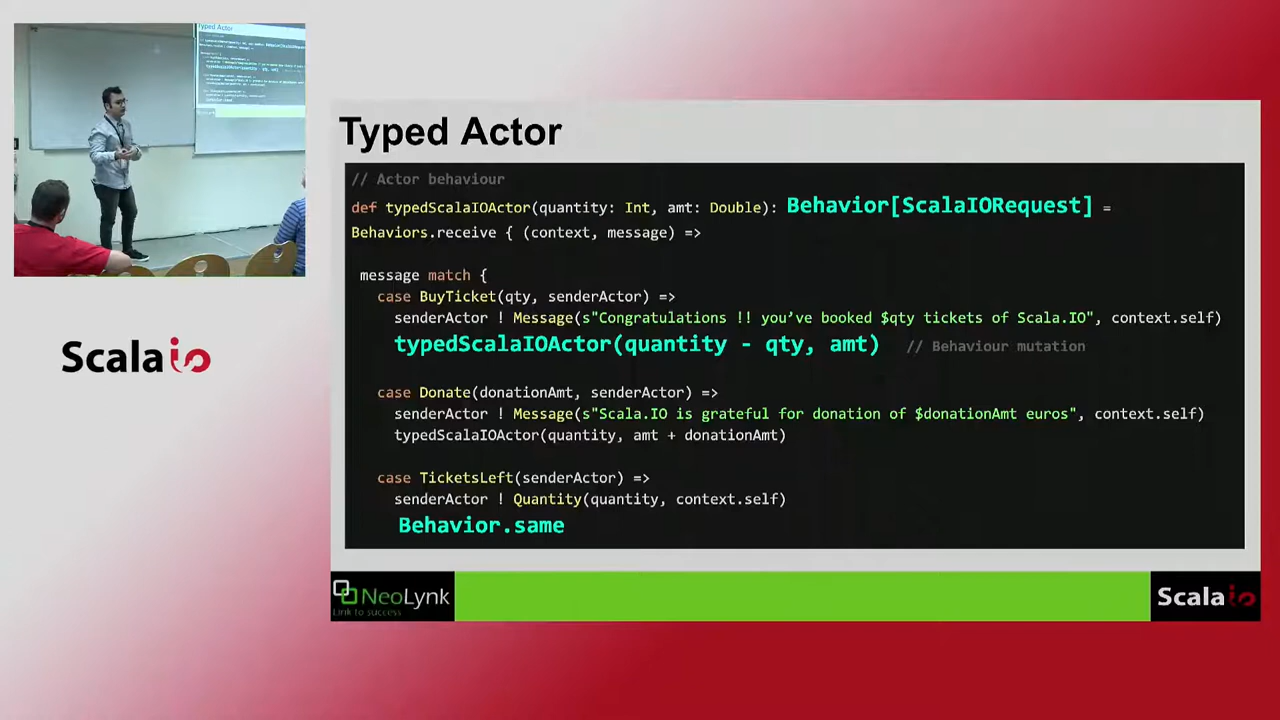 Typed Actor
// Actor behaviour
def typedScalaIOActor(quantity: Int, amt: Double): Behavior[ScalaIORequest] =
Behaviors.receive { (context, message) =>
message match {
case BuyTicket(qty, senderActor) =>
senderActor ! Message(s"Congratulations !! you’ve booked $qty tickets of Scala.IO", context.self)
typedScalaIOActor(quantity - qty, amt) // Behaviour mutation
case Donate(donationAmt, senderActor) =>
senderActor ! Message(s"Scala.IO is grateful for donation of $donationAmt euros", context.self)
typedScalaIOActor(quantity, amt + donationAmt)
case TicketsLeft(senderActor) =>
senderActor ! Quantity(quantity, context.self)
Behavior.same
Scala io
NeoLynk
Link to success
Scala io